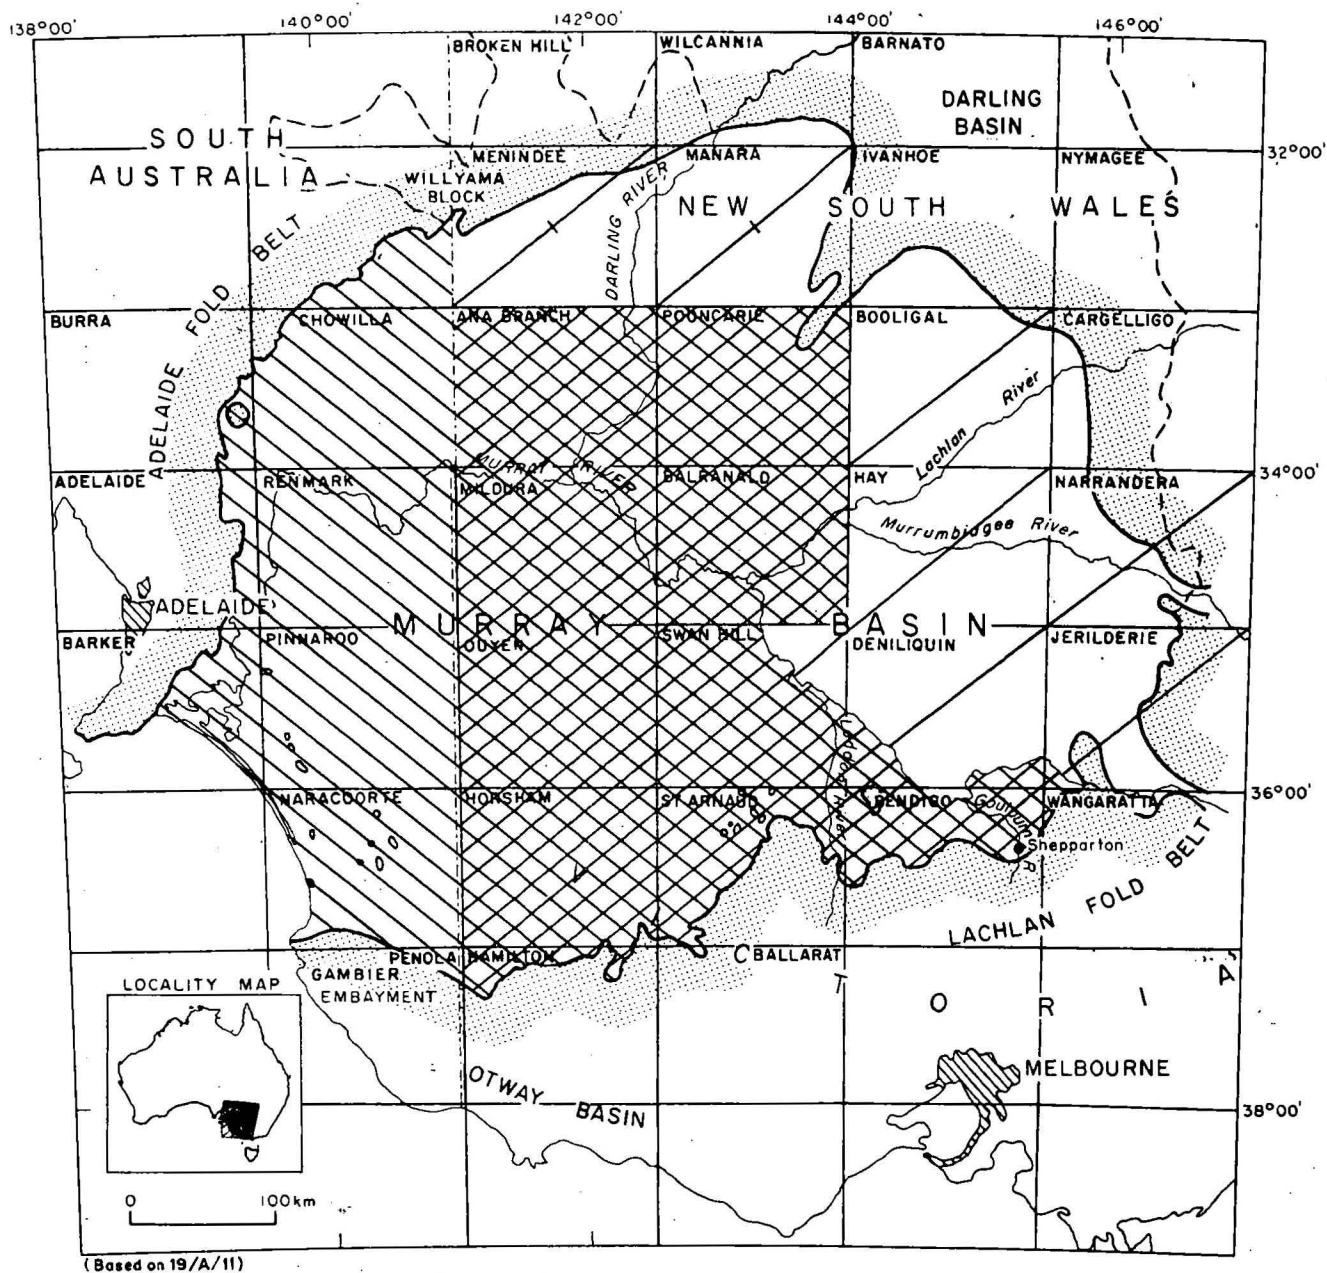 138°00'
140°00'
142°00'
144°00'
146°00'
BROKEN HILL
WILCANNIA
BARNATO
DARLING
BASIN
SOUTH
AUSTRALIA
MENINDEE
MANARA
IVANHOE
NYMAGEE
32°00'
WILLYAMA
BLOCK
NEW SOUTH WALES
DARLING RIVER
ADELAIDE FOLD BELT
BURRA
CHOWILLA
ANA BRANCH
POONCARIE
BOOLIGAL
CARGELLIGO
Lachlan River
ADELAIDE
RENMARK
MURRAY RIVER
MILDURA
BALRANALD
HAY
NARRANDERA
34°00'
Murrumbidgee River
ADELAIDE
MURRAY BASIN
BARKER
PINNAROO
OUYEN
SWAN HILL
DENILIQUIN
JERILDERIE
Loddon River
NARACOORTE
HORSHAM
ST ARNAUD
BENDIGO
Goulburn R
WANGARATTA
36°00'
Shepparton
LACHLAN FOLD BELT
PENOLA
HAMILTON
BALLARAT
GAMBIER
EMBAYMENT
C T O R I A
LOCALITY MAP
MELBOURNE
OTWAY BASIN
38°00'
0 100km
(Based on 19/A/11)